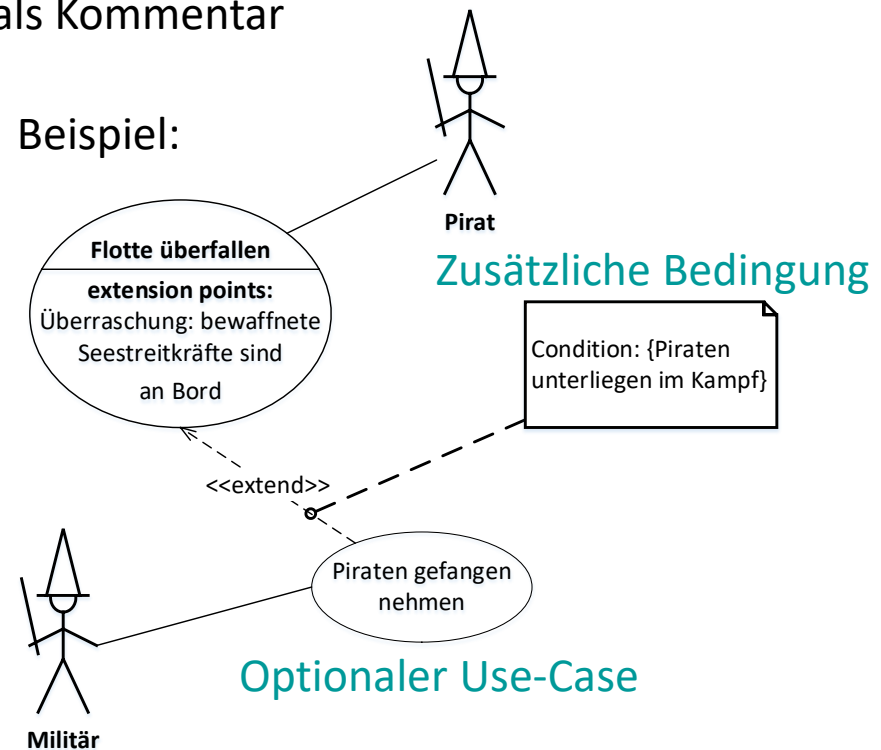 als Kommentar
Beispiel:
Pirat
Flotte überfallen
extension points:
Überraschung: bewaffnete
Seestreitkräfte sind
an Bord
Zusätzliche Bedingung
Condition: {Piraten
unterliegen im Kampf}
<<extend>>
Piraten gefangen
nehmen
Optionaler Use-Case
Militär